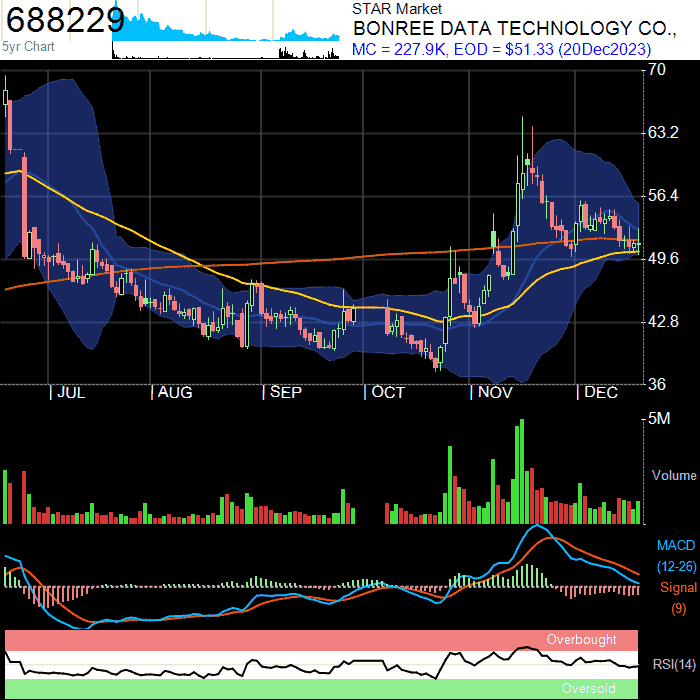 688229
5yr Chart
STAR Market
BONREE DATA TECHNOLOGY CO.,
MC = 227.9K, EOD = $51.33 (20Dec2023)
70
63.2
56.4
49.6
42.8
36
JUL
AUG
SEP
OCT
NOV
DEC
5M
Volume
MACD
(12-26)
Signal
(9)
Overbought
RSI(14)
Oversold